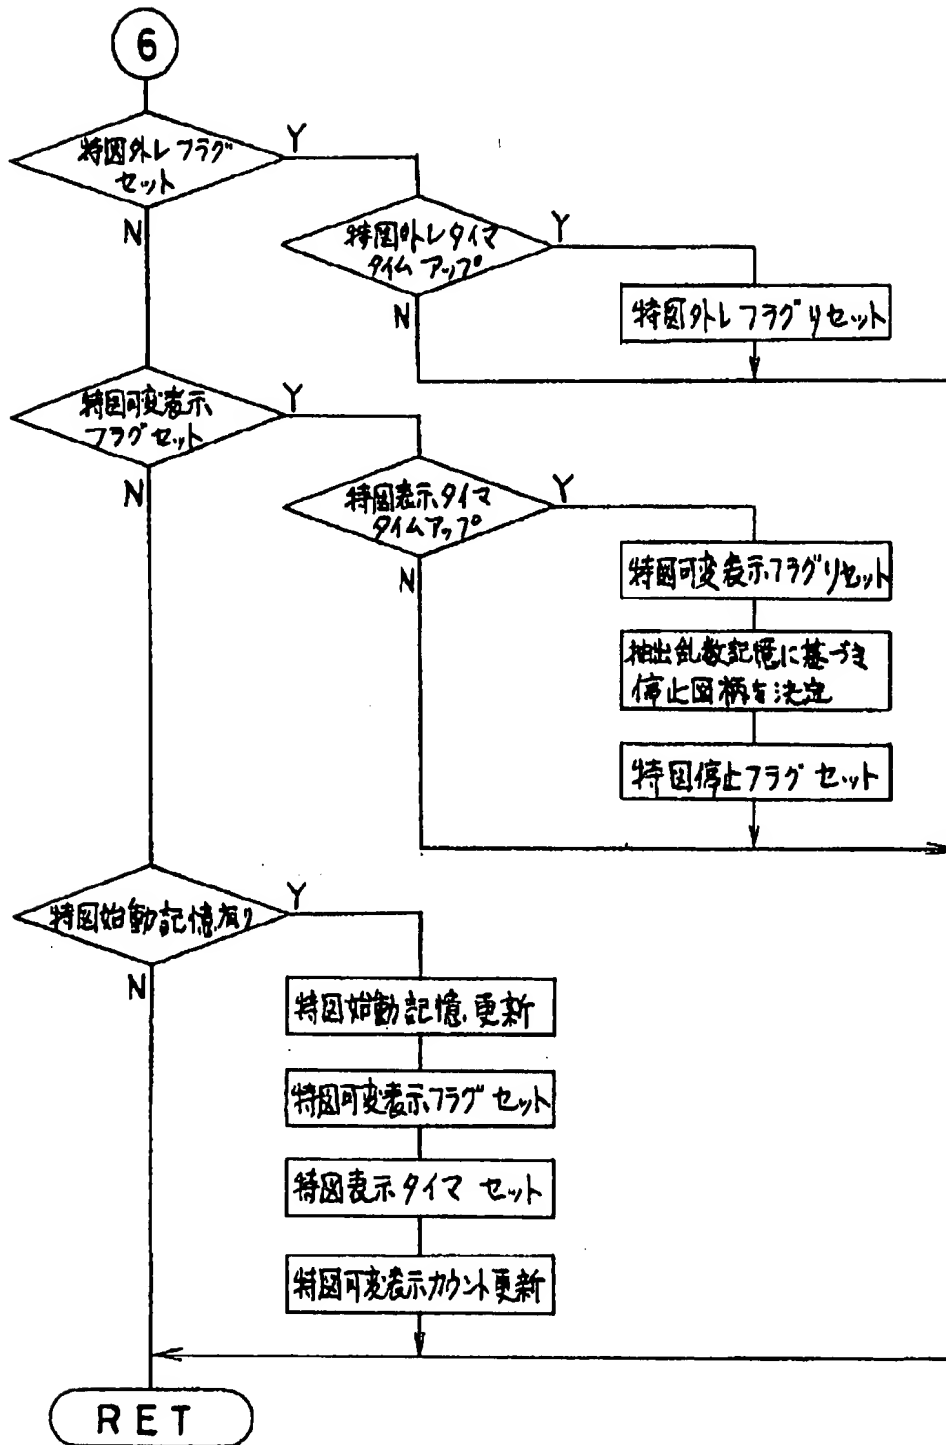 6
特図外レフラグ
セット
Y
N
特図外レタイマ
タイムアップ
Y
N
特図外レフラグリセット
特図可変表示
フラグセット
Y
N
特図表示タイマ
タイムアップ
Y
N
特図可変表示フラグリセット
抽出乱数記憶に基づき
停止図柄を決定
特図停止フラグセット
特図始動記憶有り
Y
N
特図始動記憶更新
特図可変表示フラグセット
特図表示タイマセット
特図可変表示カウント更新
RET